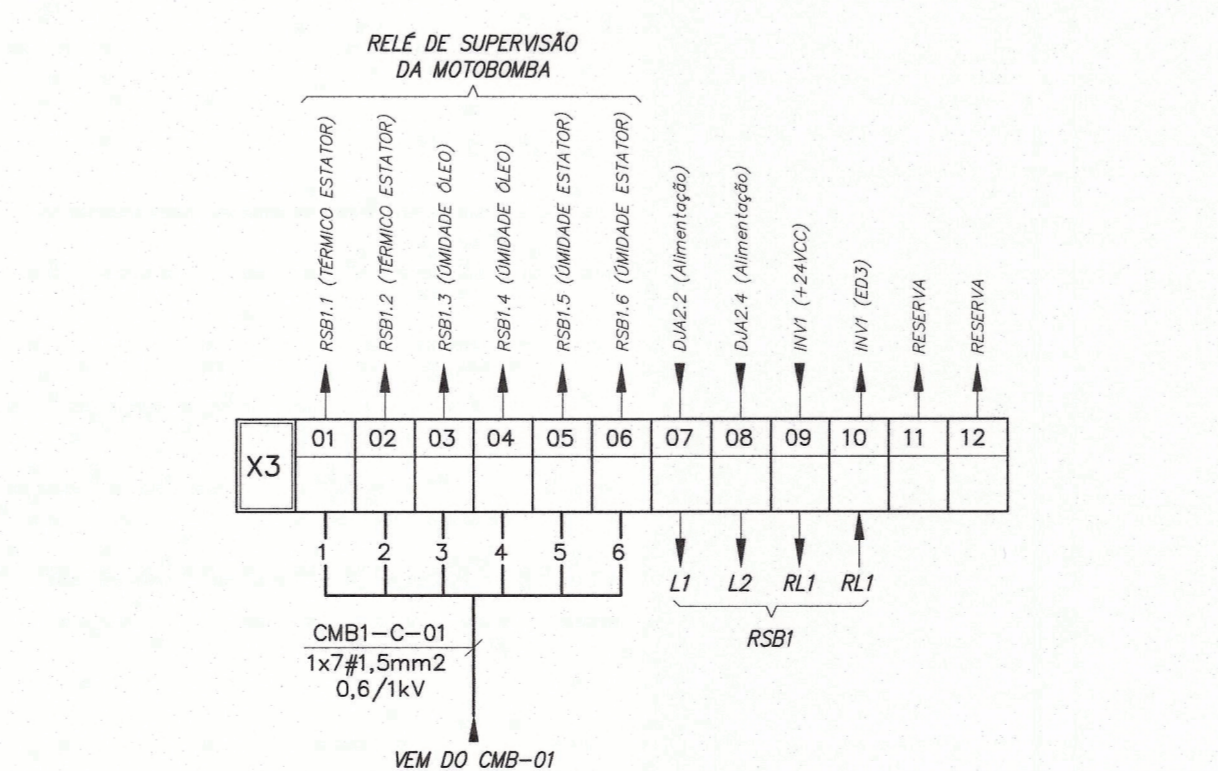 RELÉ DE SUPERVISÃO
DA MOTOBOMBA
RSB1.1 (TÉRMICO ESTATOR)
RSB1.2 (TÉRMICO ESTATOR)
RSB1.3 (ÚMIDADE ÓLEO)
RSB1.4 (ÚMIDADE ÓLEO)
RSB1.5 (ÚMIDADE ESTATOR)
RSB1.6 (ÚMIDADE ESTATOR)
DJA2.2 (Alimentação)
DJA2.4 (Alimentação)
INV1 (+24VCC)
INV1 (ED3)
RESERVA
RESERVA
X3 01 02 03 04 05 06 07 08 09 10 11 12
1 2 3 4 5 6
L1 L2 RL1 RL1
RSB1
CMB1-C-01
1x7#1,5mm2
0,6/1kV
VEM DO CMB-01